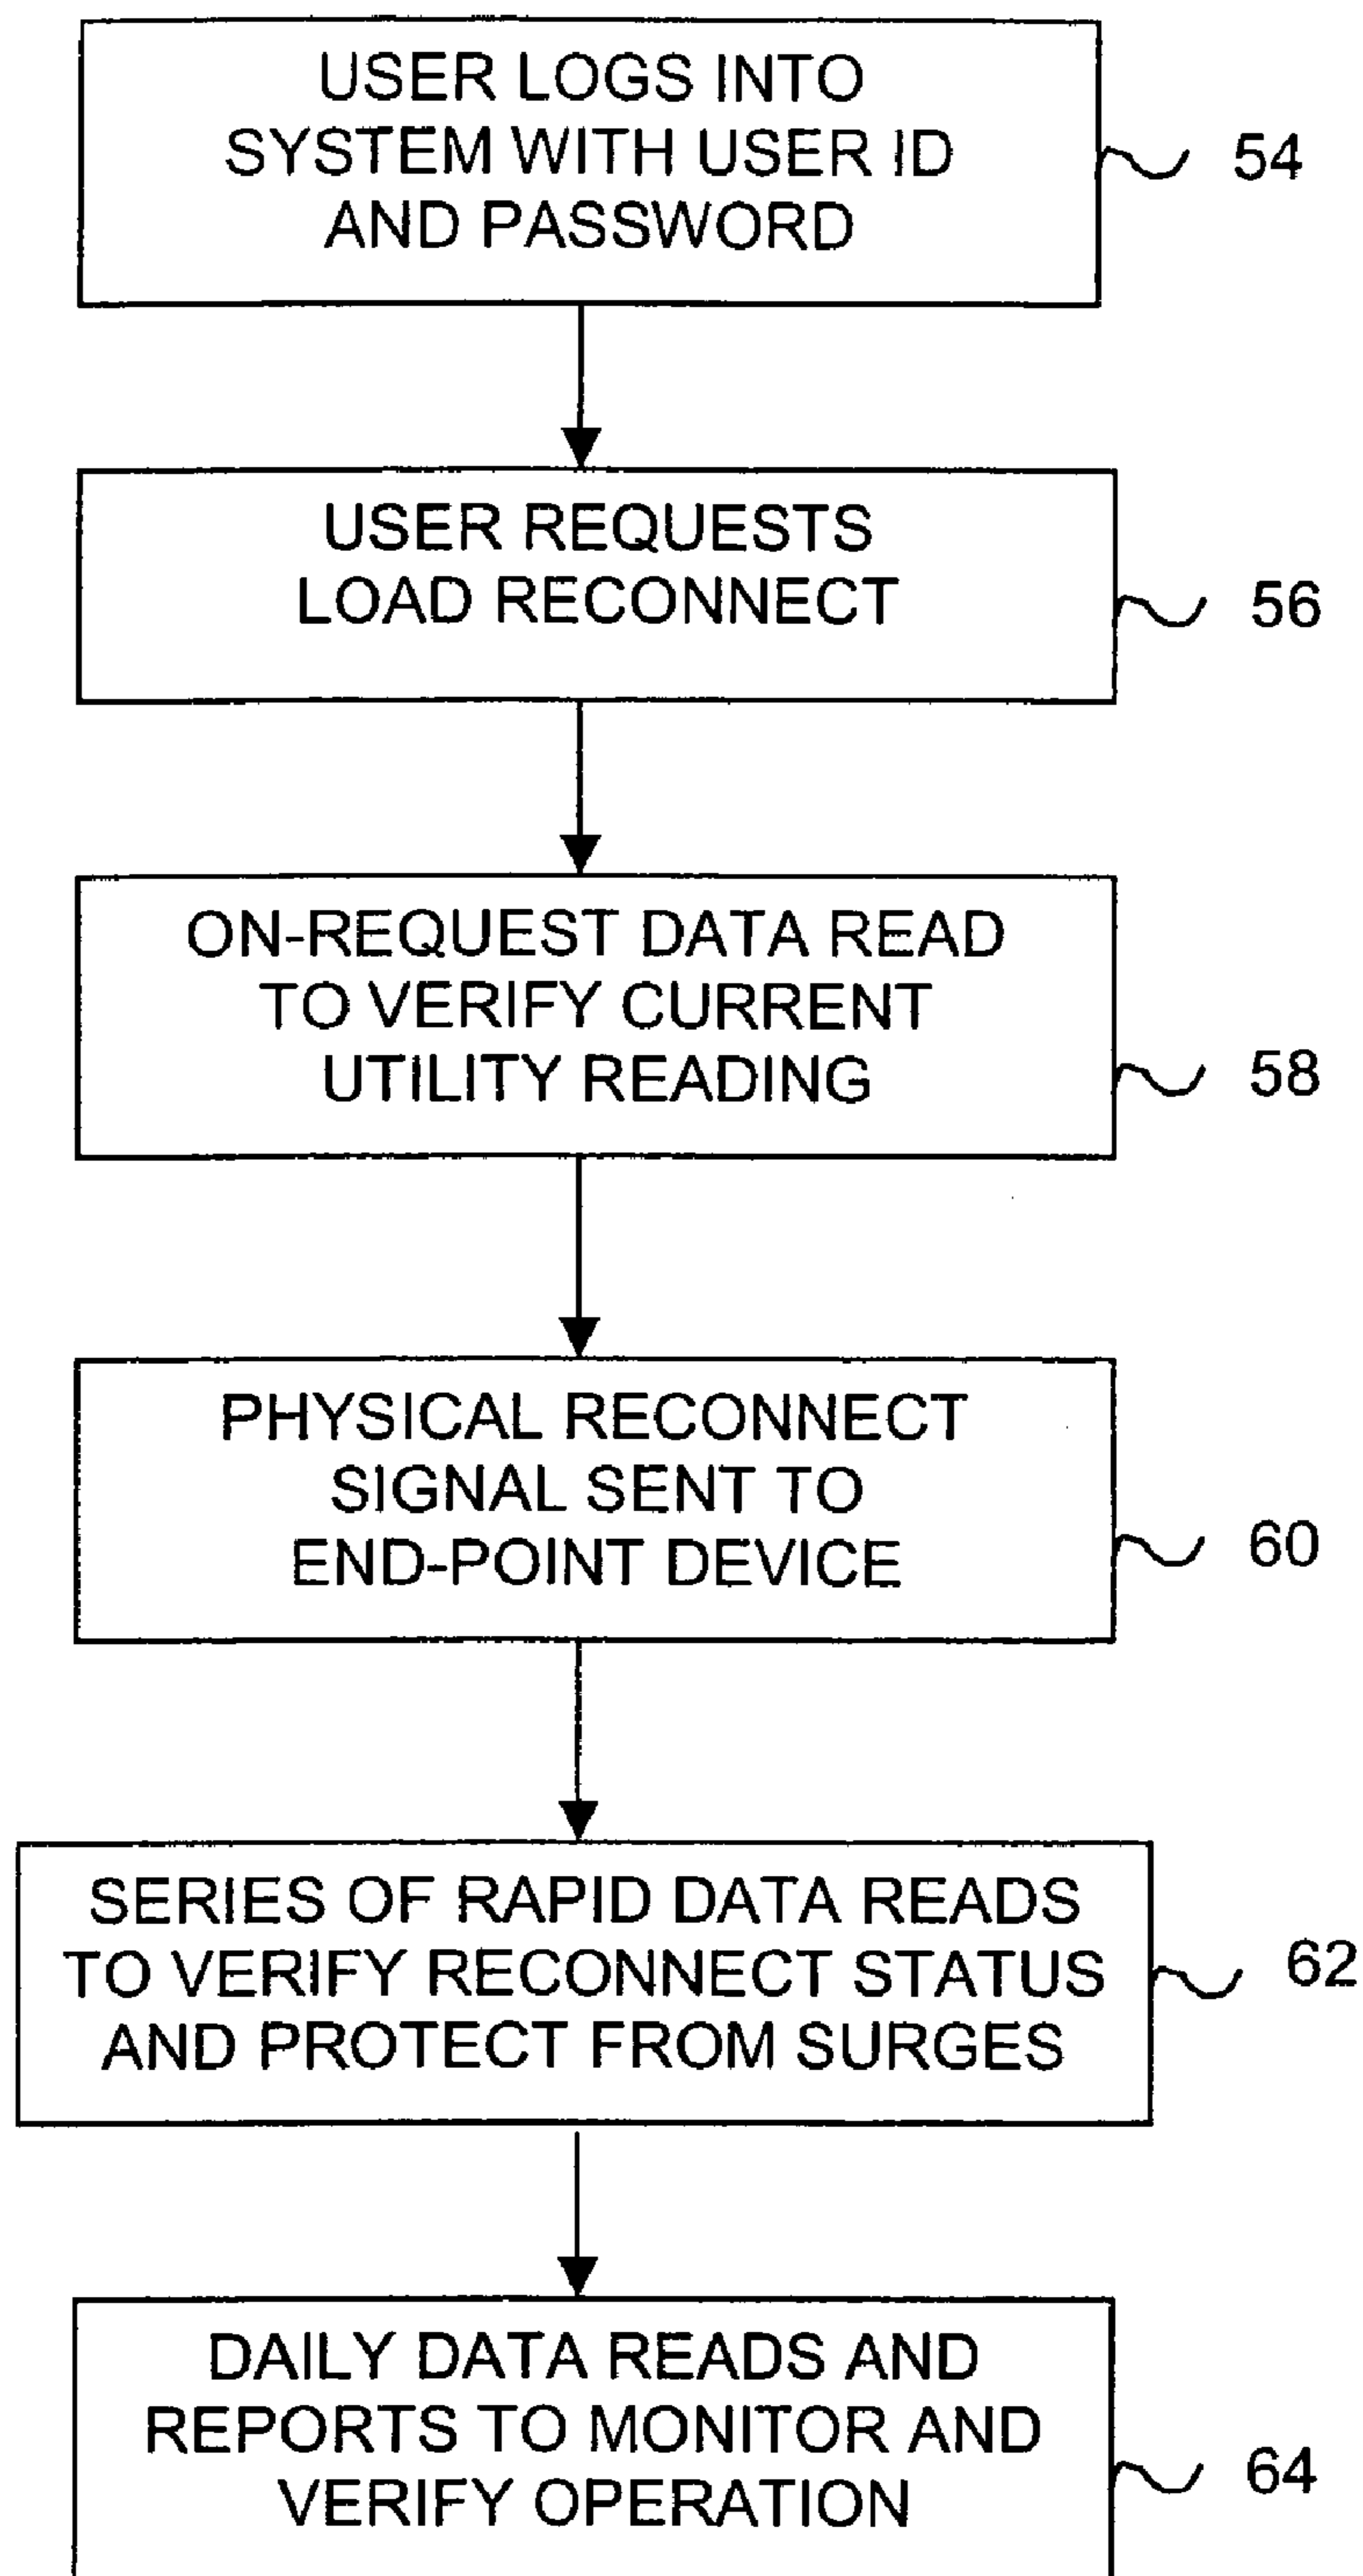 USER LOGS INTO
SYSTEM WITH USER ID
AND PASSWORD
54
USER REQUESTS
LOAD RECONNECT
56
ON-REQUEST DATA READ
TO VERIFY CURRENT
UTILITY READING
58
PHYSICAL RECONNECT
SIGNAL SENT TO
END-POINT DEVICE
60
SERIES OF RAPID DATA READS
TO VERIFY RECONNECT STATUS
AND PROTECT FROM SURGES
62
DAILY DATA READS AND
REPORTS TO MONITOR AND
VERIFY OPERATION
64